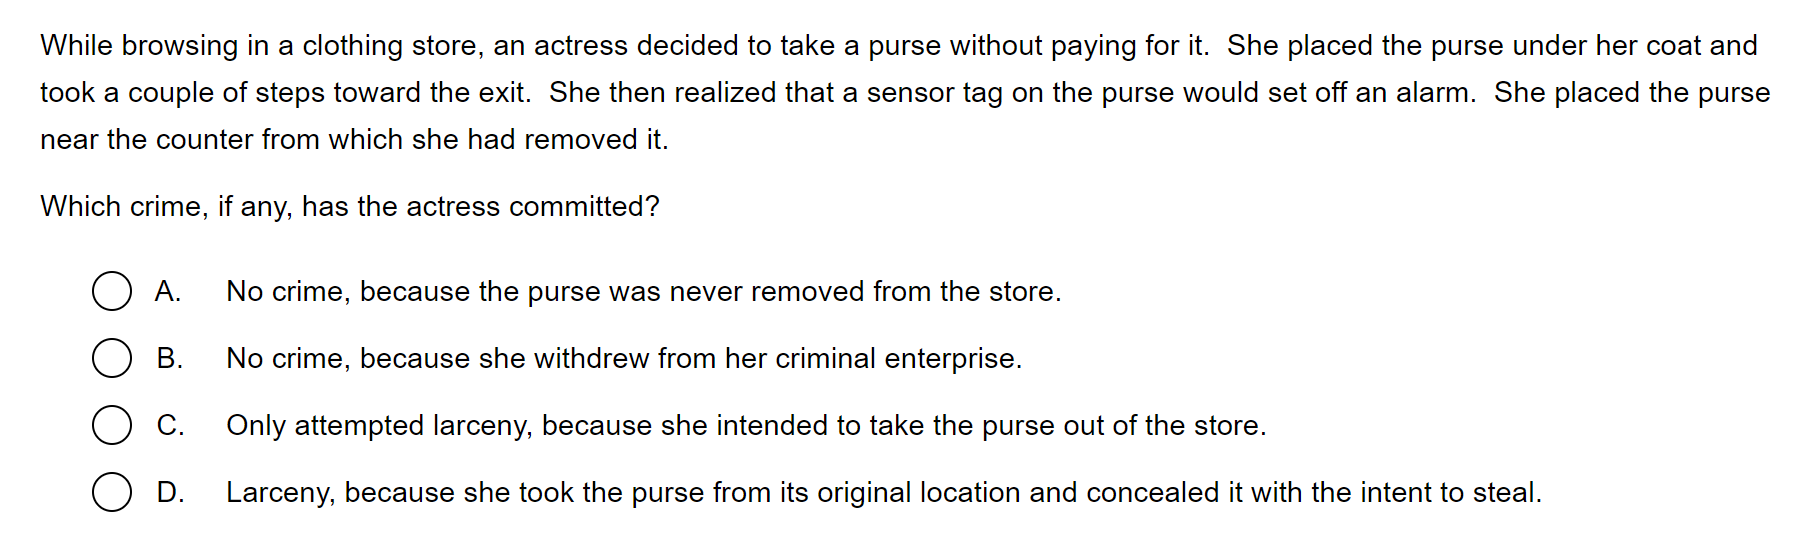 While browsing in a clothing store, an actress decided to take a purse without paying for it.  She placed the purse under her coat and
took a couple of steps toward the exit.  She then realized that a sensor tag on the purse would set off an alarm.  She placed the purse
near the counter from which she had removed it.
Which crime, if any, has the actress committed?
A. No crime, because the purse was never removed from the store.
B. No crime, because she withdrew from her criminal enterprise.
C. Only attempted larceny, because she intended to take the purse out of the store.
D. Larceny, because she took the purse from its original location and concealed it with the intent to steal.